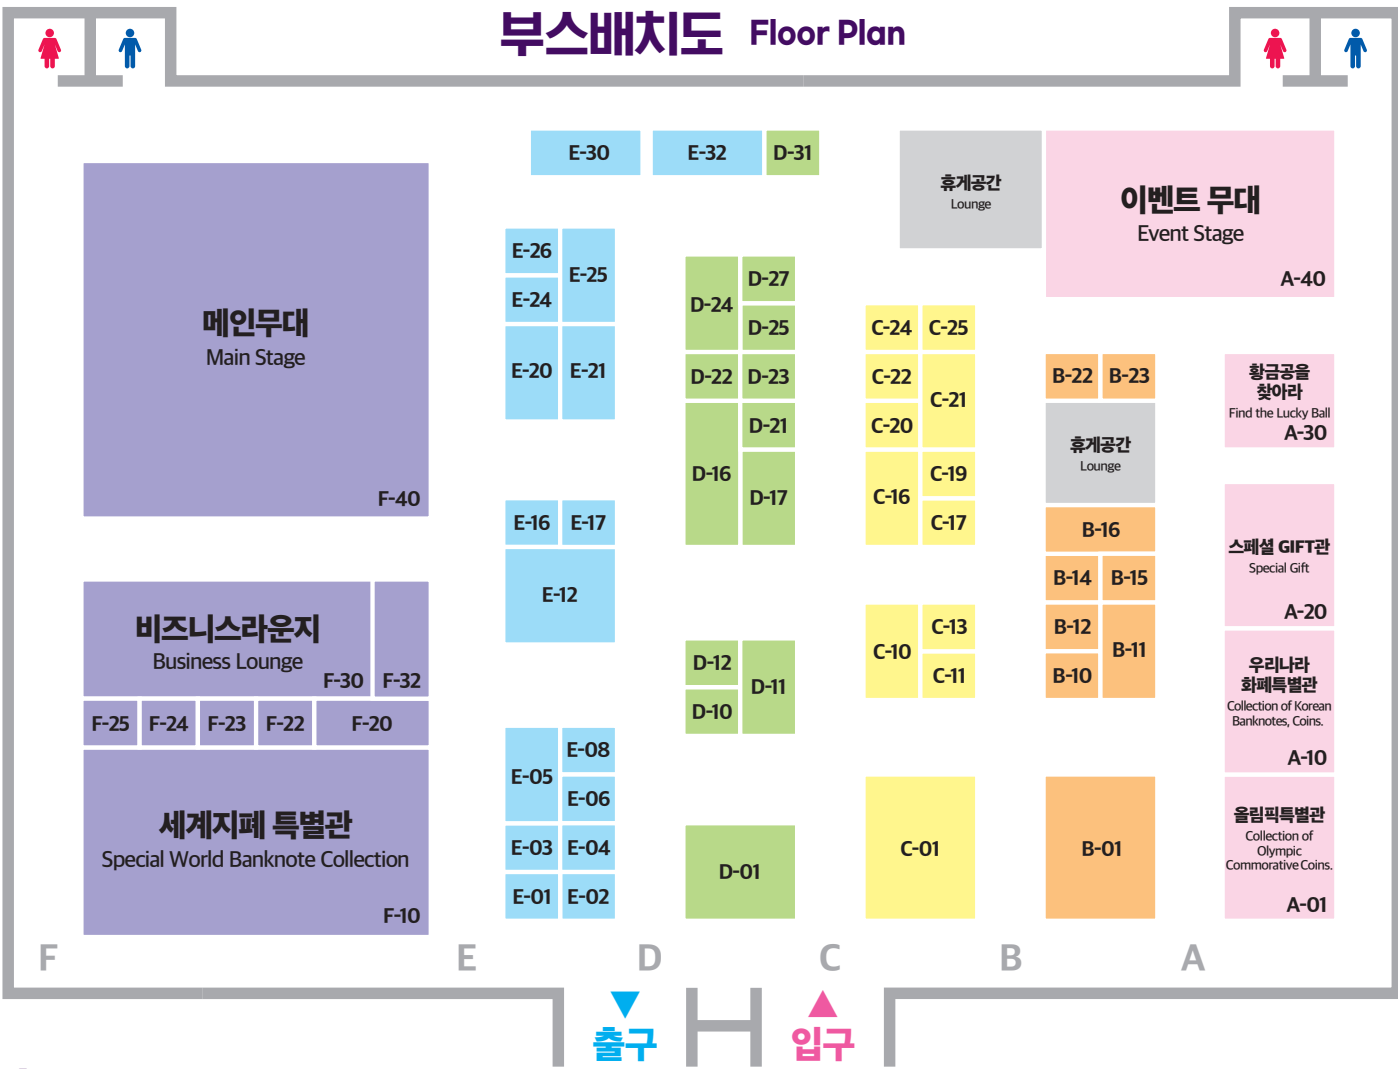 부스배치도 Floor Plan
E-30
E-32
D-31
휴게공간
Lounge
이벤트 무대
Event Stage
A-40
메인무대
Main Stage
F-40
E-26
E-25
E-24
E-20
E-21
D-24
D-27
D-25
D-22
D-23
D-21
D-16
D-17
C-24
C-25
C-22
C-21
C-20
C-19
C-16
C-17
B-22
B-23
휴게공간
Lounge
B-16
B-14
B-15
B-12
B-11
B-10
황금공을
찾아라
Find the Lucky Ball
A-30
스페셜 GIFT관
Special Gift
A-20
우리나라
화폐특별관
Collection of Korean
Banknotes, Coins.
A-10
올림픽특별관
Collection of
Olympic
Commorative Coins.
A-01
E-16
E-17
E-12
비즈니스라운지
Business Lounge
F-30
F-32
F-25
F-24
F-23
F-22
F-20
세계지폐 특별관
Special World Banknote Collection
F-10
D-12
D-11
D-10
C-10
C-13
C-11
E-08
E-05
E-06
E-03
E-04
E-01
E-02
D-01
C-01
B-01
F
E
D
C
B
A
출구
입구